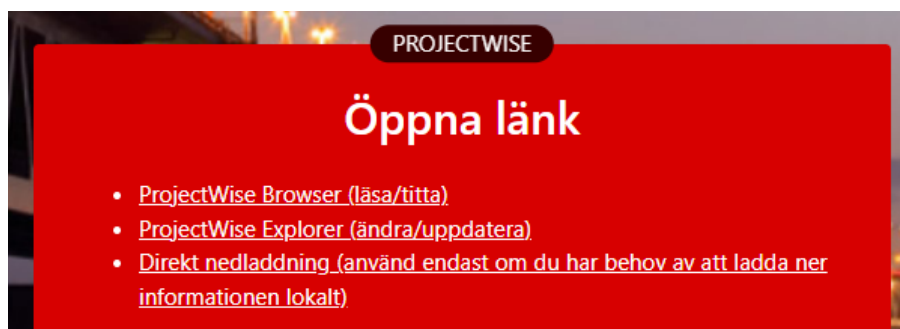 PROJECTWISE
Öppna länk
• ProjectWise Browser (läsa/titta)
• ProjectWise Explorer (ändra/uppdatera)
• Direkt nedladdning (använd endast om du har behov av att ladda ner
informationen lokalt)